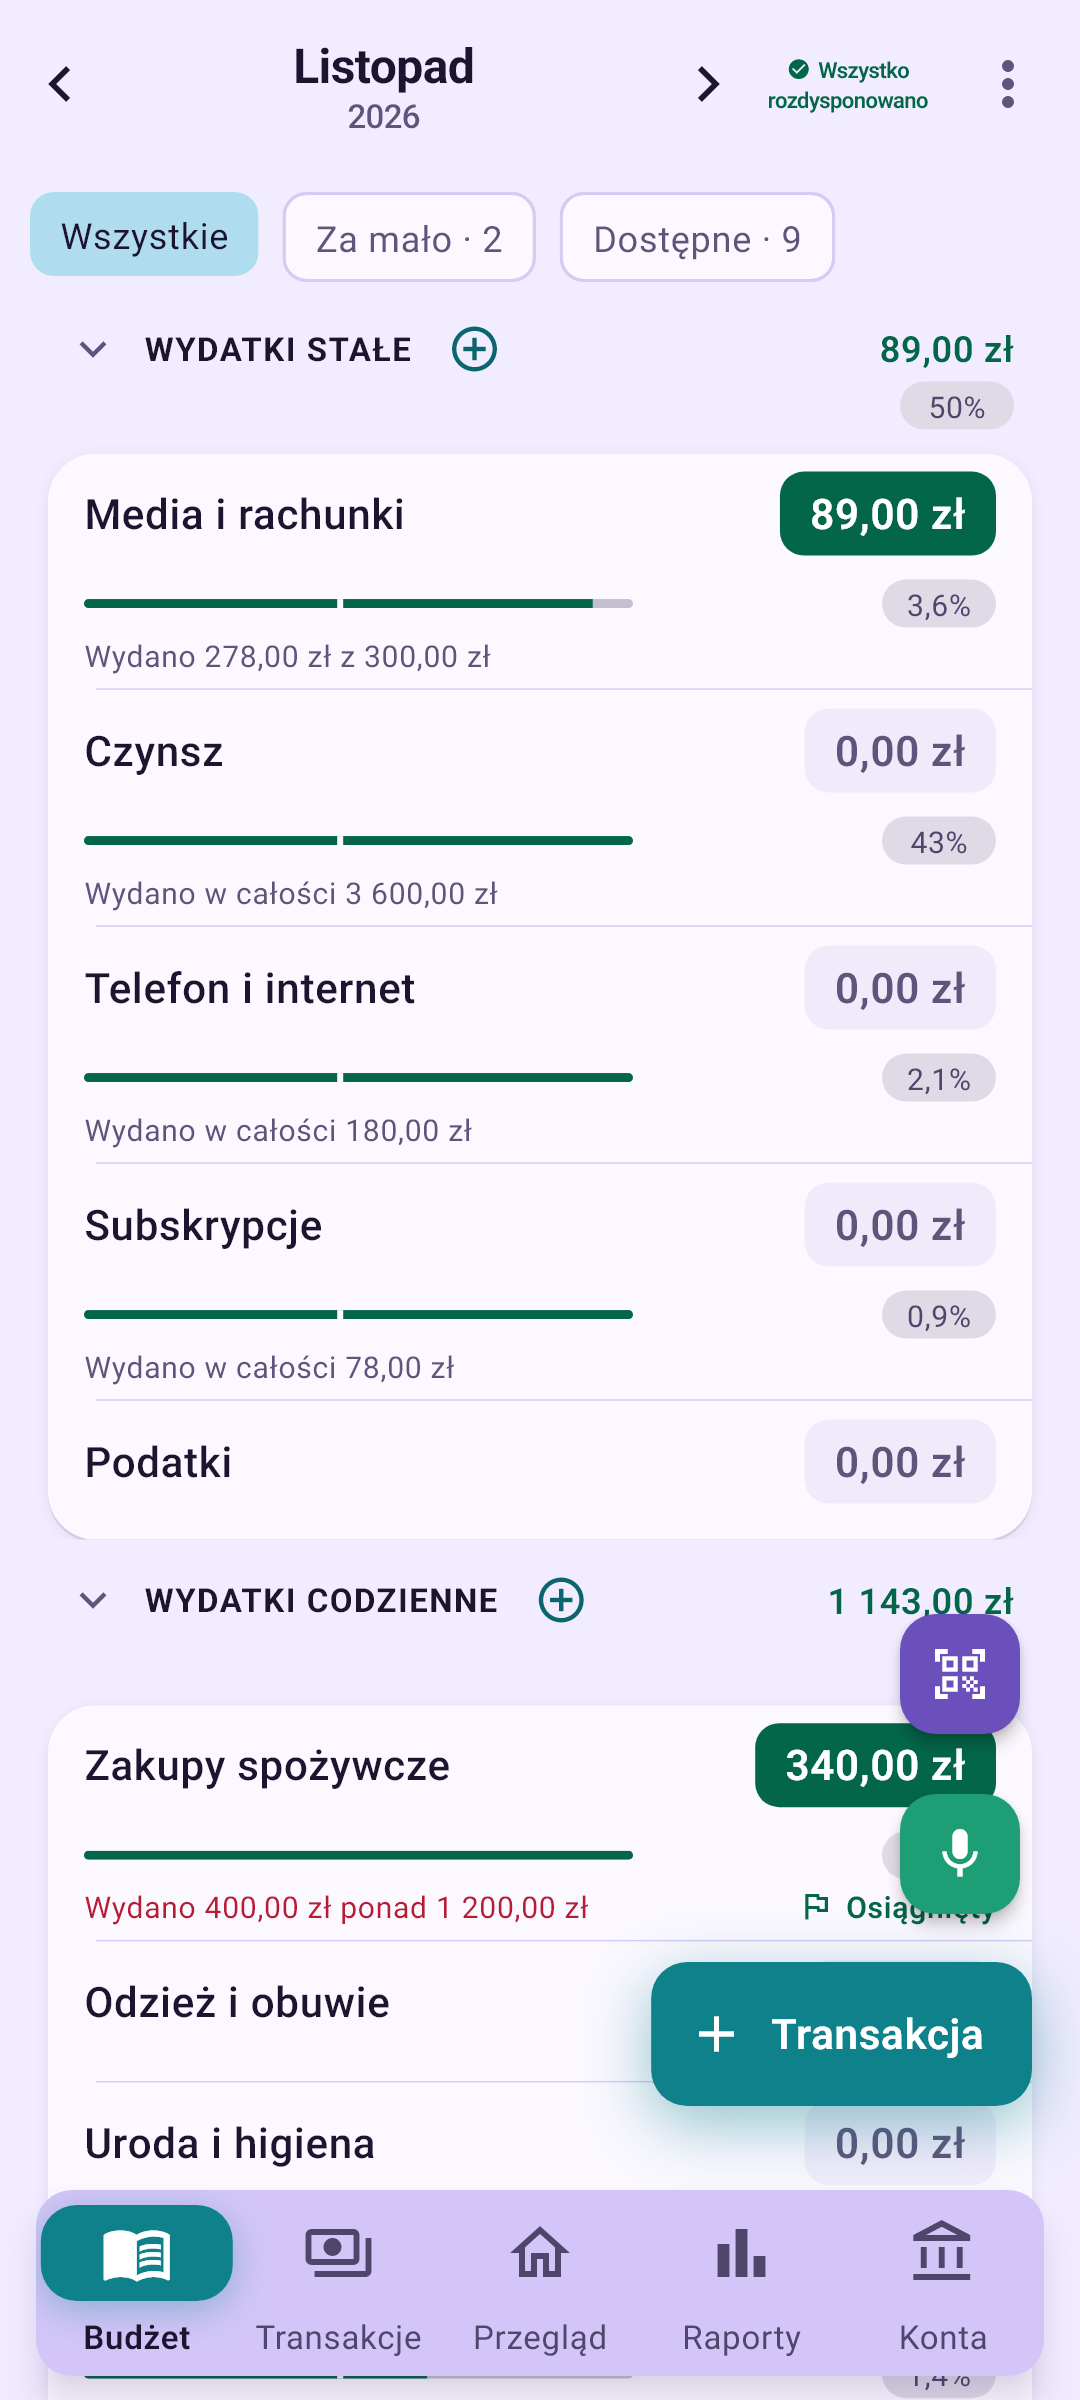 Listopad
2026
Wszystko
rozdysponowano
Wszystkie
Za mało · 2
Dostępne · 9
WYDATKI STAŁE
89,00 zł
50%
Media i rachunki
89,00 zł
3,6%
Wydano 278,00 zł z 300,00 zł
Czynsz
0,00 zł
43%
Wydano w całości 3 600,00 zł
Telefon i internet
0,00 zł
2,1%
Wydano w całości 180,00 zł
Subskrypcje
0,00 zł
0,9%
Wydano w całości 78,00 zł
Podatki
0,00 zł
WYDATKI CODZIENNE
1 143,00 zł
Zakupy spożywcze
340,00 zł
Wydano 400,00 zł ponad 1 200,00 zł
Osiągnięty
Odzież i obuwie
Transakcja
Uroda i higiena
0,00 zł
Budżet
Transakcje
Przegląd
Raporty
Konta
1,4%